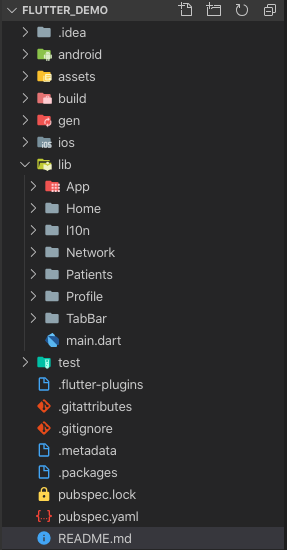 FLUTTER_DEMO
.idea
android
assets
build
gen
ios
lib
App
Home
l10n
Network
Patients
Profile
TabBar
main.dart
test
.flutter-plugins
.gitattributes
.gitignore
.metadata
.packages
pubspec.lock
pubspec.yaml
README.md